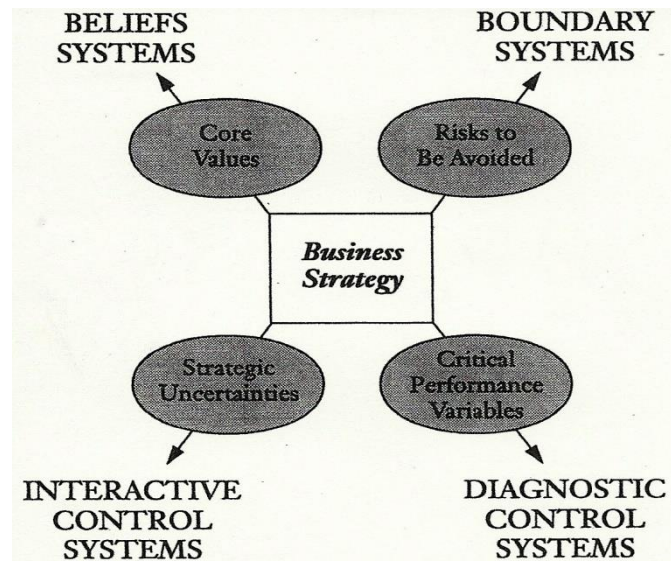 BELIEFS
SYSTEMS
BOUNDARY
SYSTEMS
Core
Values
Risks to
Be Avoided
Business
Strategy
Strategic
Uncertainties
Critical
Performance
Variables
INTERACTIVE
CONTROL
SYSTEMS
DIAGNOSTIC
CONTROL
SYSTEMS